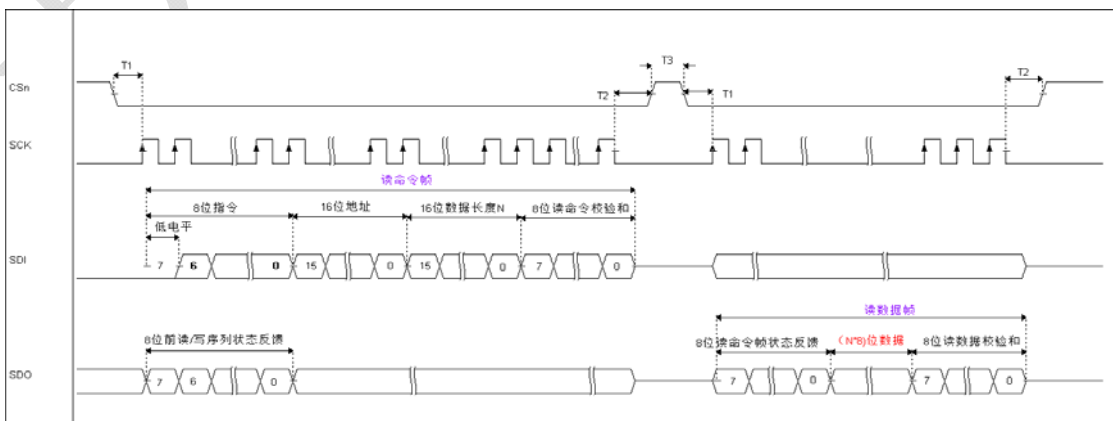 T1 T3 T2
CSn
T2 T1
SCK
读命令帧
8位指令 16位地址 16位数据长度N 8位读命令校验和
低电平
SDI 7 6 0 15 0 15 0 7 0
读数据帧
8位前读/写序列状态反馈 8位读命令帧状态反馈 (N*8)位数据 8位读数据校验和
SDO 7 6 0 7 0 7 0